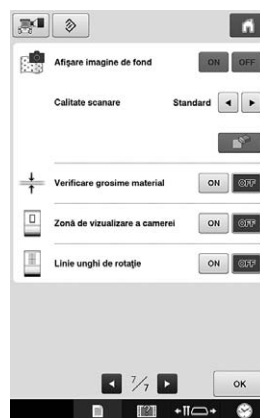 Afişare imagine de fond ON OFF
Calitate scanare Standard
Verificare grosime material ON OFF
Zonă de vizualizare a camerei ON OFF
Linie unghi de rotaţie ON OFF
7/7
OK